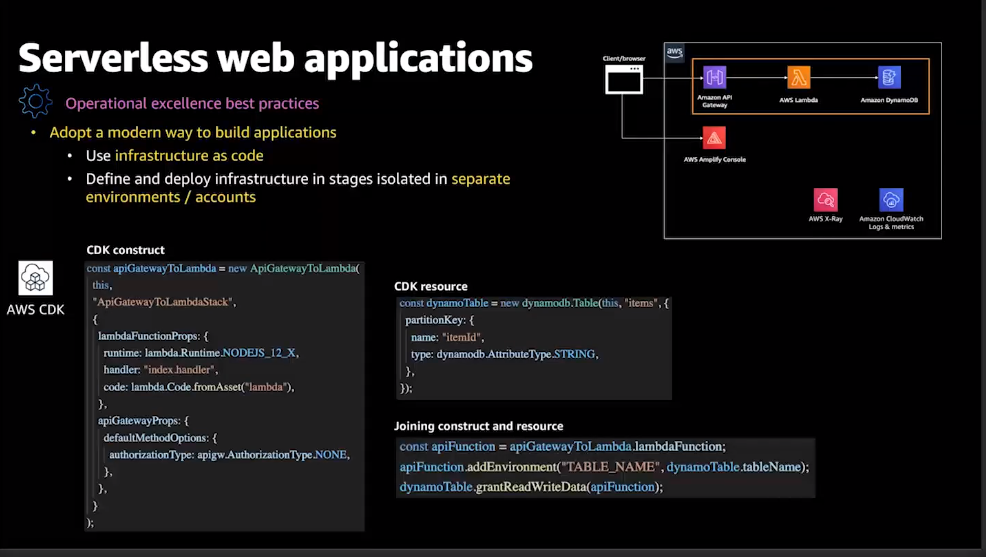 Serverless web applications
Operational excellence best practices
• Adopt a modern way to build applications
• Use infrastructure as code
• Define and deploy infrastructure in stages isolated in separate
environments / accounts
Client/browser
aws
Amazon API
Gateway
AWS Lambda
Amazon DynamoDB
AWS Amplify Console
AWS X-Ray
Amazon CloudWatch
Logs & metrics
AWS CDK
CDK construct
const apiGatewayToLambda = new ApiGatewayToLambda(
this,
"ApiGatewayToLambdaStack",
{
lambdaFunctionProps: {
runtime: lambda.Runtime.NODEJS_12_X,
handler: "index.handler",
code: lambda.Code.fromAsset("lambda"),
},
apiGatewayProps: {
defaultMethodOptions: {
authorizationType: apigw.AuthorizationType.NONE,
},
},
}
);
CDK resource
const dynamoTable = new dynamodb.Table(this, "items", {
partitionKey: {
name: "itemId",
type: dynamodb.AttributeType.STRING,
},
});
Joining construct and resource
const apiFunction = apiGatewayToLambda.lambdaFunction;
apiFunction.addEnvironment("TABLE_NAME", dynamoTable.tableName);
dynamoTable.grantReadWriteData(apiFunction);